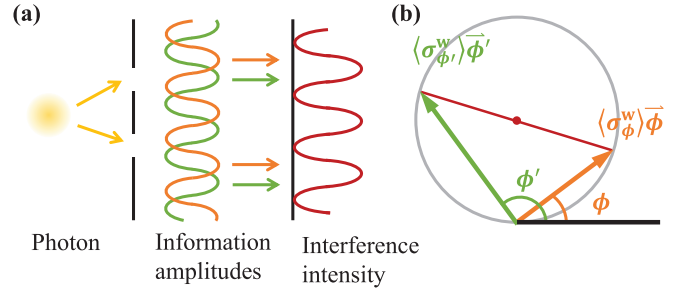 (a)
Photon
Information
amplitudes
Interference
intensity
(b)
⟨σ^w_ϕ′⟩ϕ⃗′
⟨σ^w_ϕ⟩ϕ⃗
ϕ′
ϕ